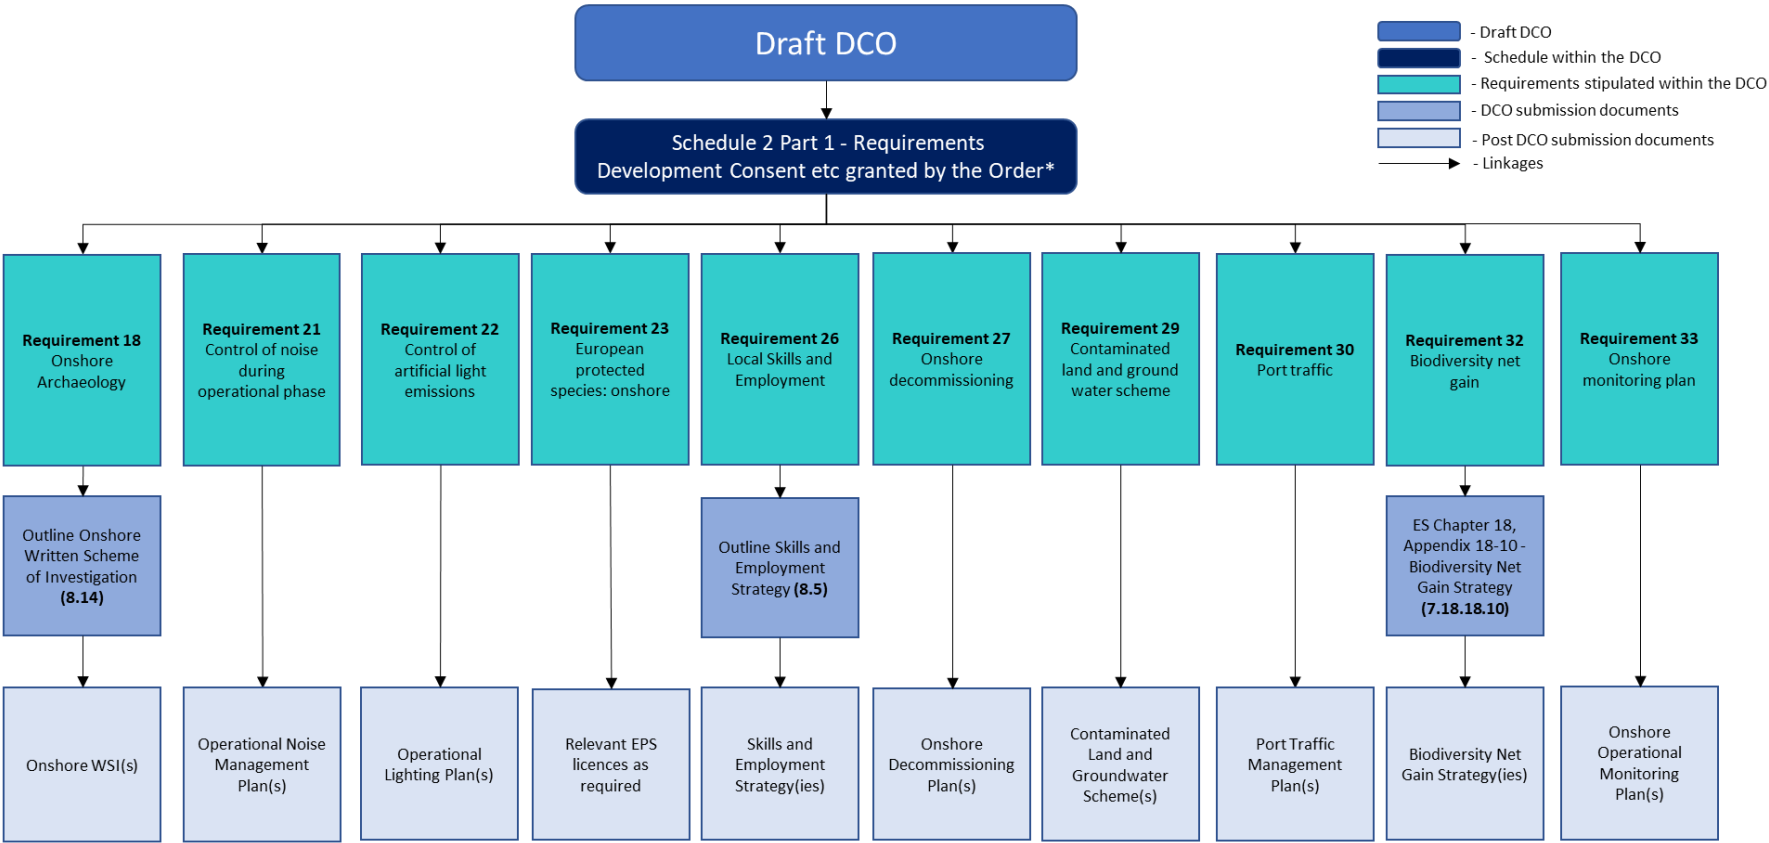 Draft DCO
Schedule 2 Part 1 - Requirements
Development Consent etc granted by the Order*
- Draft DCO
- Schedule within the DCO
- Requirements stipulated within the DCO
- DCO submission documents
- Post DCO submission documents
- Linkages
Requirement 18
Onshore
Archaeology
Requirement 21
Control of noise
during
operational phase
Requirement 22
Control of
artificial light
emissions
Requirement 23
European
protected
species: onshore
Requirement 26
Local Skills and
Employment
Requirement 27
Onshore
decommissioning
Requirement 29
Contaminated
land and ground
water scheme
Requirement 30
Port traffic
Requirement 32
Biodiversity net
gain
Requirement 33
Onshore
monitoring plan
Outline Onshore
Written Scheme
of Investigation
(8.14)
Outline Skills and
Employment
Strategy (8.5)
ES Chapter 18,
Appendix 18-10 -
Biodiversity Net
Gain Strategy
(7.18.18.10)
Onshore WSI(s)
Operational Noise
Management
Plan(s)
Operational
Lighting Plan(s)
Relevant EPS
licences as
required
Skills and
Employment
Strategy(ies)
Onshore
Decommissioning
Plan(s)
Contaminated
Land and
Groundwater
Scheme(s)
Port Traffic
Management
Plan(s)
Biodiversity Net
Gain Strategy(ies)
Onshore
Operational
Monitoring
Plan(s)